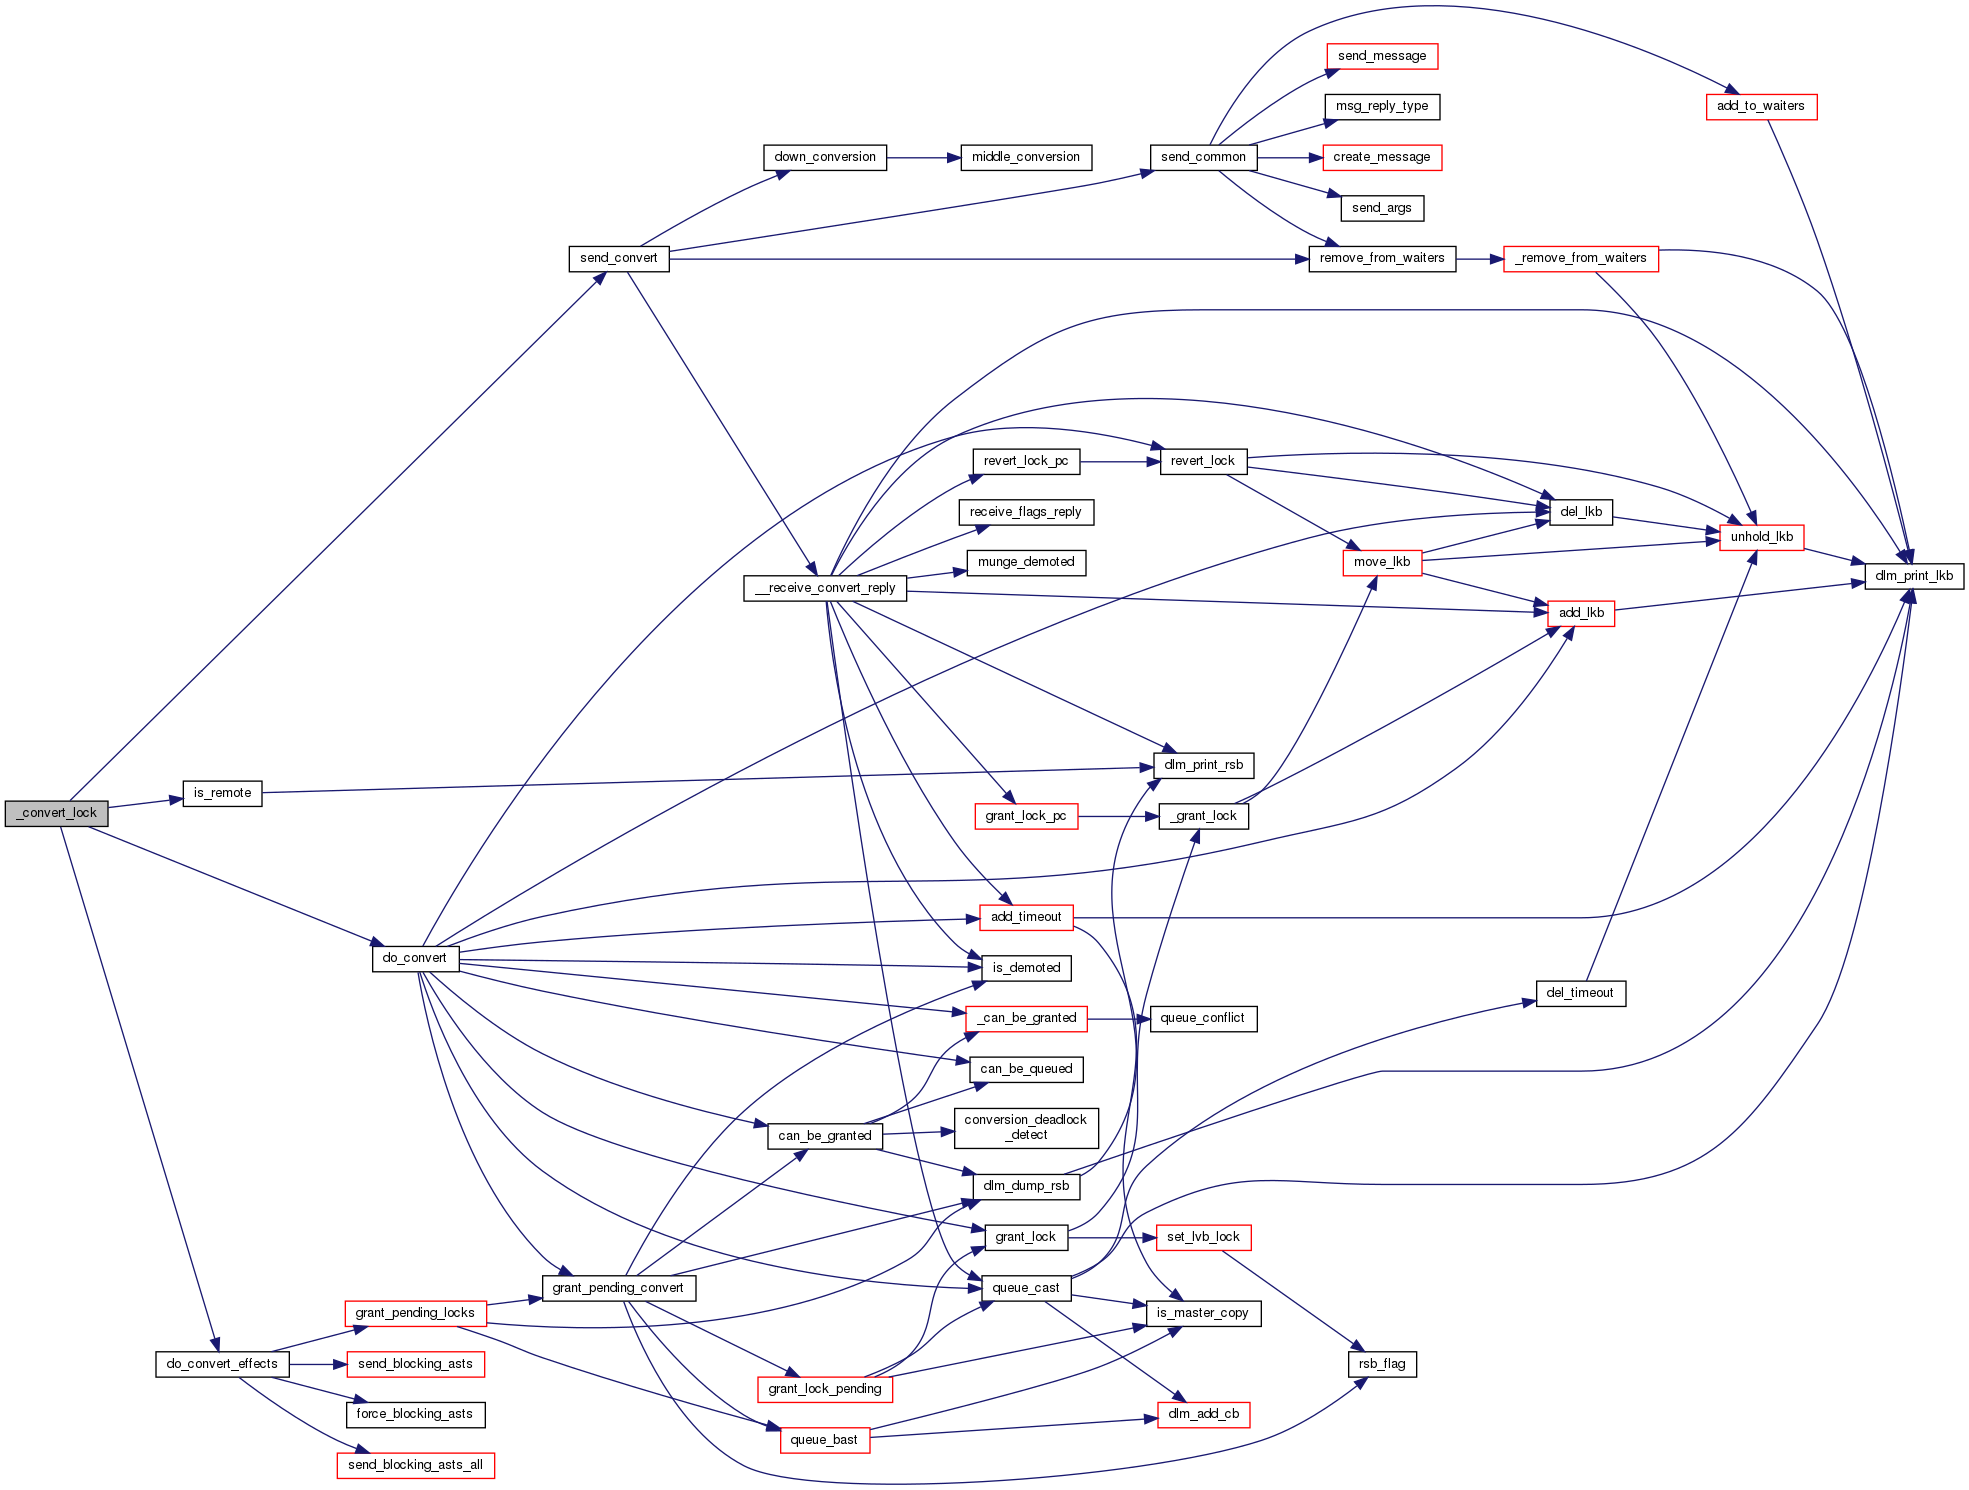 send_message
add_to_waiters
msg_reply_type
down_conversion
middle_conversion
send_common
create_message
send_args
send_convert
remove_from_waiters
_remove_from_waiters
revert_lock_pc
revert_lock
receive_flags_reply
del_lkb
unhold_lkb
munge_demoted
move_lkb
dlm_print_lkb
__receive_convert_reply
add_lkb
dlm_print_rsb
is_remote
_convert_lock
grant_lock_pc
_grant_lock
add_timeout
do_convert
is_demoted
del_timeout
_can_be_granted
queue_conflict
can_be_queued
conversion_deadlock
_detect
can_be_granted
dlm_dump_rsb
grant_lock
set_lvb_lock
grant_pending_convert
queue_cast
grant_pending_locks
is_master_copy
do_convert_effects
send_blocking_asts
rsb_flag
grant_lock_pending
force_blocking_asts
dlm_add_cb
queue_bast
send_blocking_asts_all